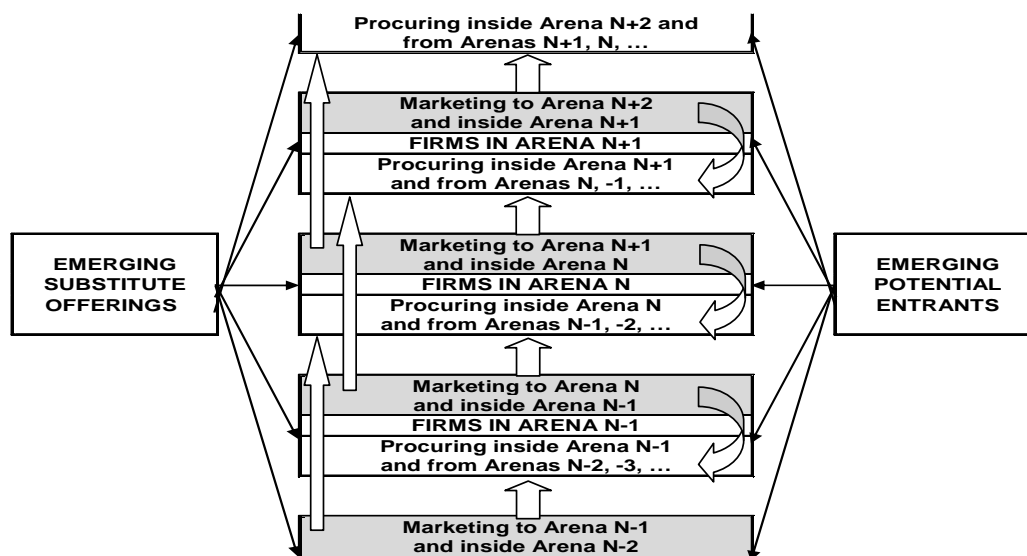 Procuring inside Arena N+2 and
from Arenas N+1, N, …
Marketing to Arena N+2
and inside Arena N+1
FIRMS IN ARENA N+1
Procuring inside Arena N+1
and from Arenas N, -1, …
EMERGING
SUBSTITUTE
OFFERINGS
Marketing to Arena N+1
and inside Arena N
FIRMS IN ARENA N
Procuring inside Arena N
and from Arenas N-1, -2, …
EMERGING
POTENTIAL
ENTRANTS
Marketing to Arena N
and inside Arena N-1
FIRMS IN ARENA N-1
Procuring inside Arena N-1
and from Arenas N-2, -3, …
Marketing to Arena N-1
and inside Arena N-2